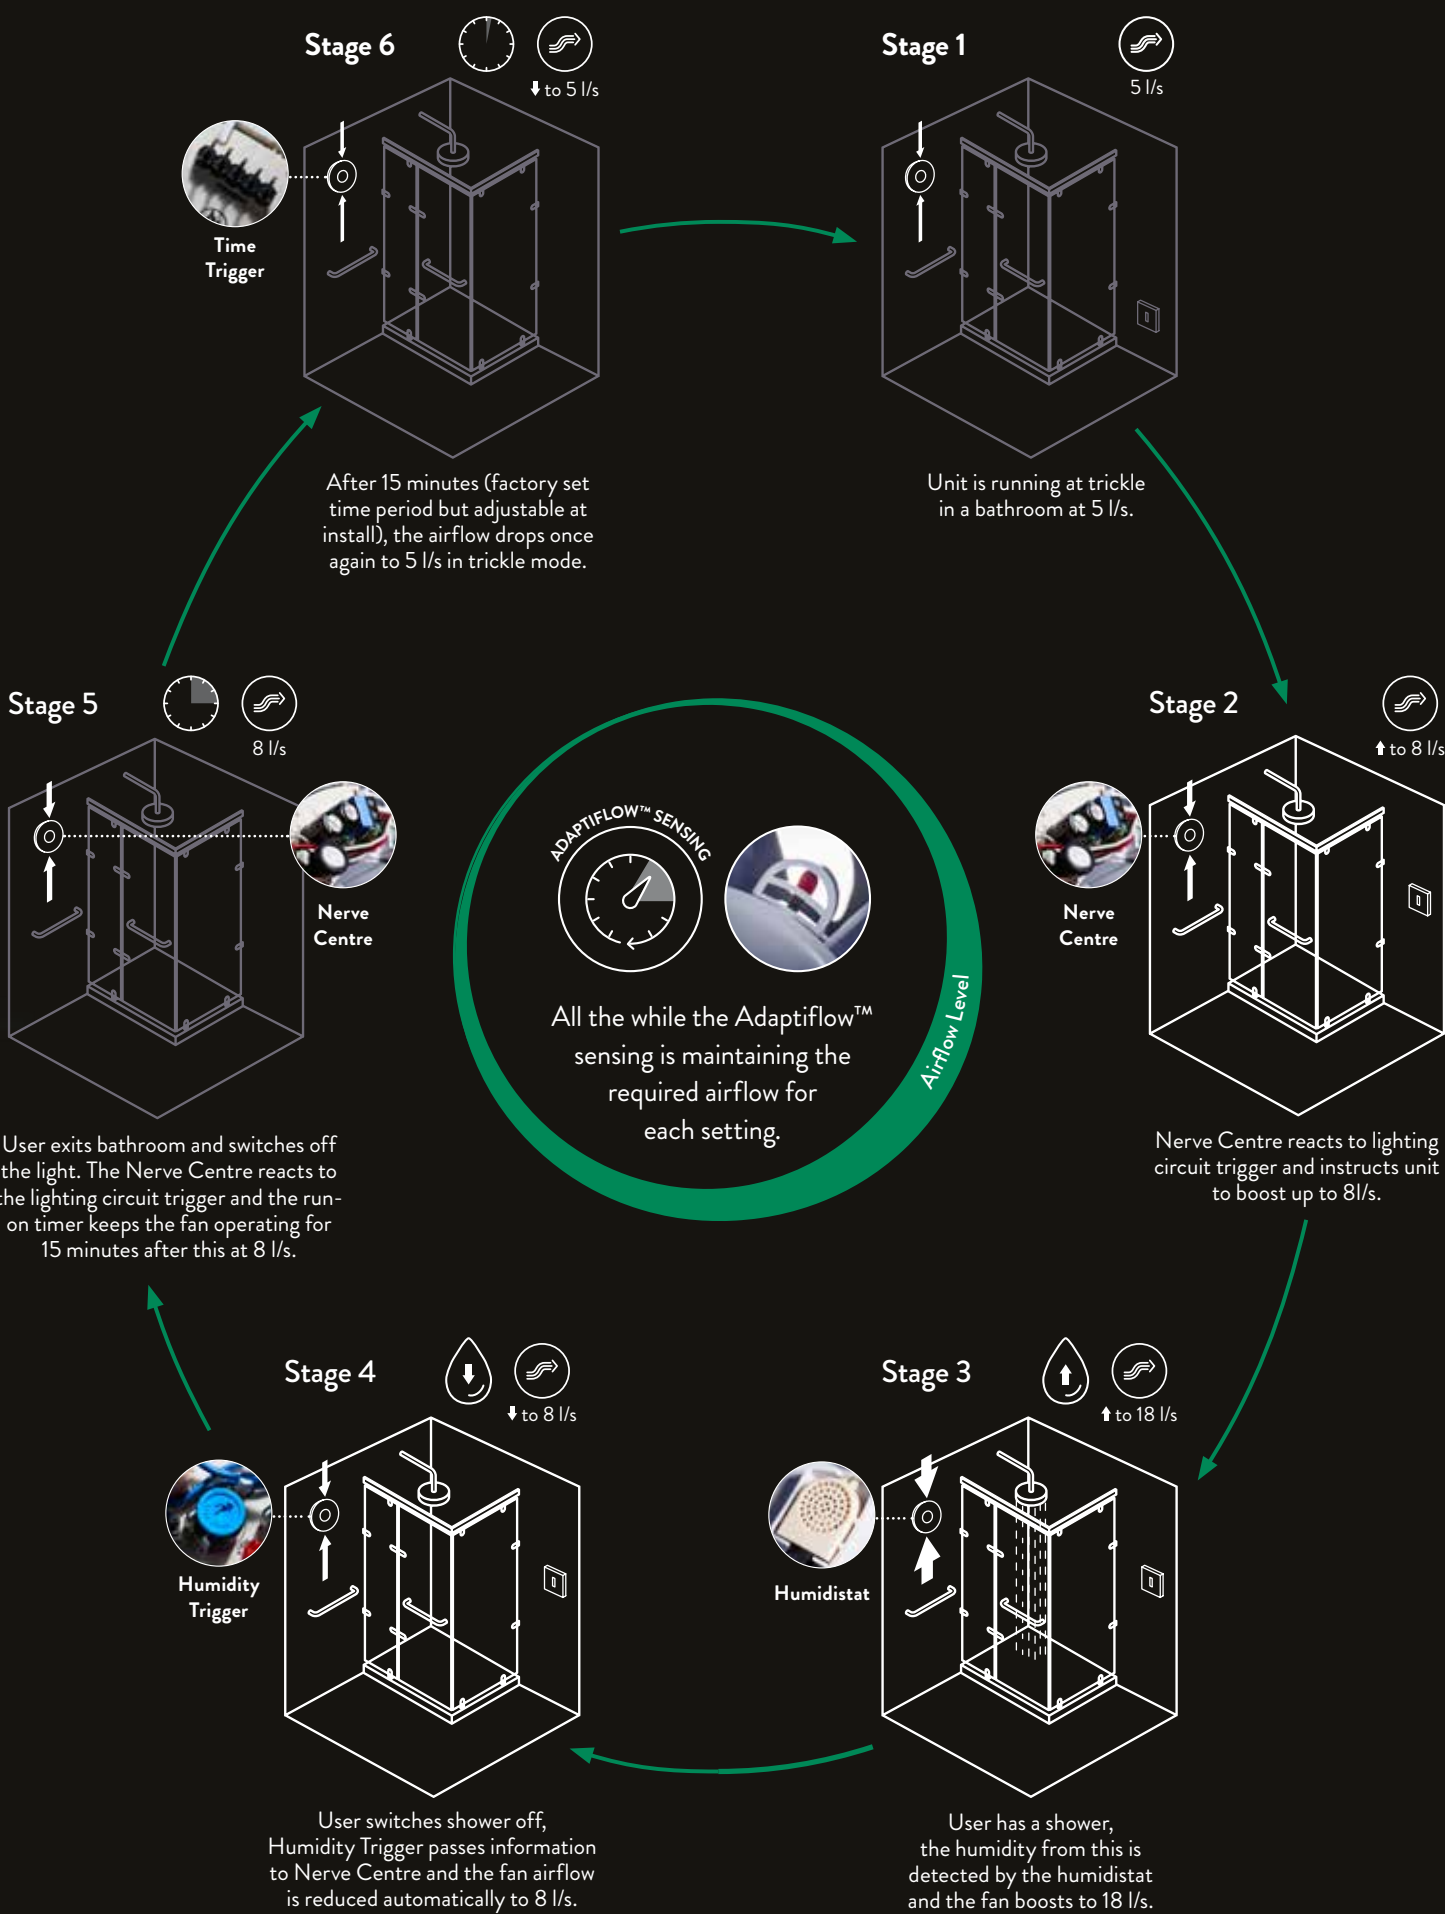 Stage 6
↓ to 5 l/s
Time
Trigger
After 15 minutes (factory set
time period but adjustable at
install), the airflow drops once
again to 5 l/s in trickle mode.
Stage 1
5 l/s
Unit is running at trickle
in a bathroom at 5 l/s.
Stage 2
↑ to 8 l/s
Nerve
Centre
Nerve Centre reacts to lighting
circuit trigger and instructs unit
to boost up to 8l/s.
Stage 3
↑ to 18 l/s
Humidistat
User has a shower,
the humidity from this is
detected by the humidistat
and the fan boosts to 18 l/s.
Stage 4
↓ to 8 l/s
Humidity
Trigger
User switches shower off,
Humidity Trigger passes information
to Nerve Centre and the fan airflow
is reduced automatically to 8 l/s.
Stage 5
8 l/s
Nerve
Centre
User exits bathroom and switches off
the light. The Nerve Centre reacts to
the lighting circuit trigger and the run-
on timer keeps the fan operating for
15 minutes after this at 8 l/s.
ADAPTIFLOW™ SENSING
All the while the Adaptiflow™
sensing is maintaining the
required airflow for
each setting.
Airflow Level